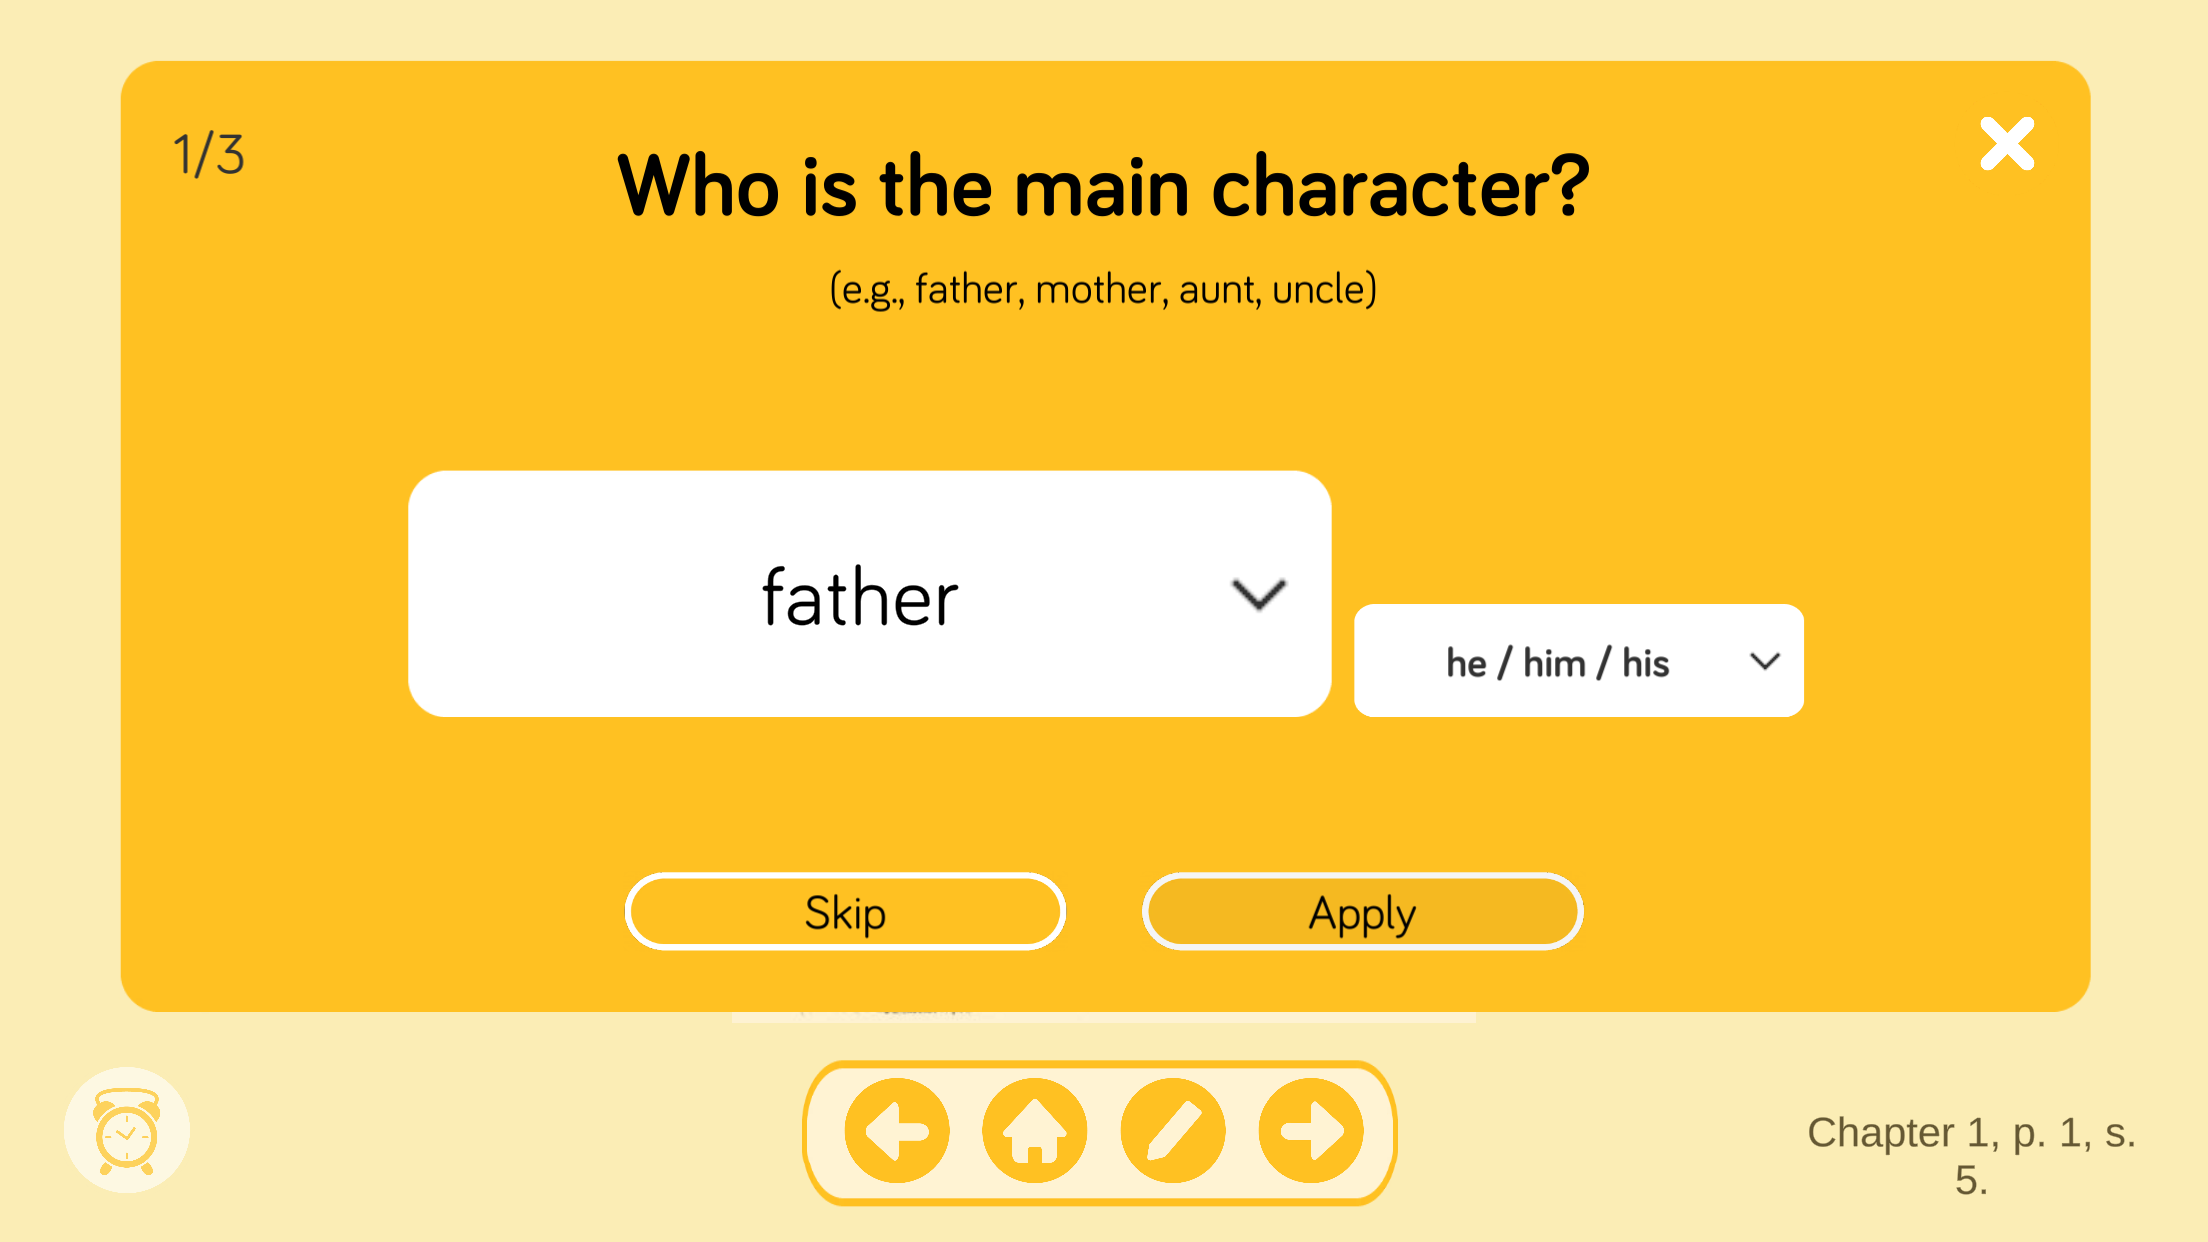 1/3
Who is the main character?
(e.g., father, mother, aunt, uncle)
father
he / him / his
Skip
Apply
Chapter 1, p. 1, s.
5.